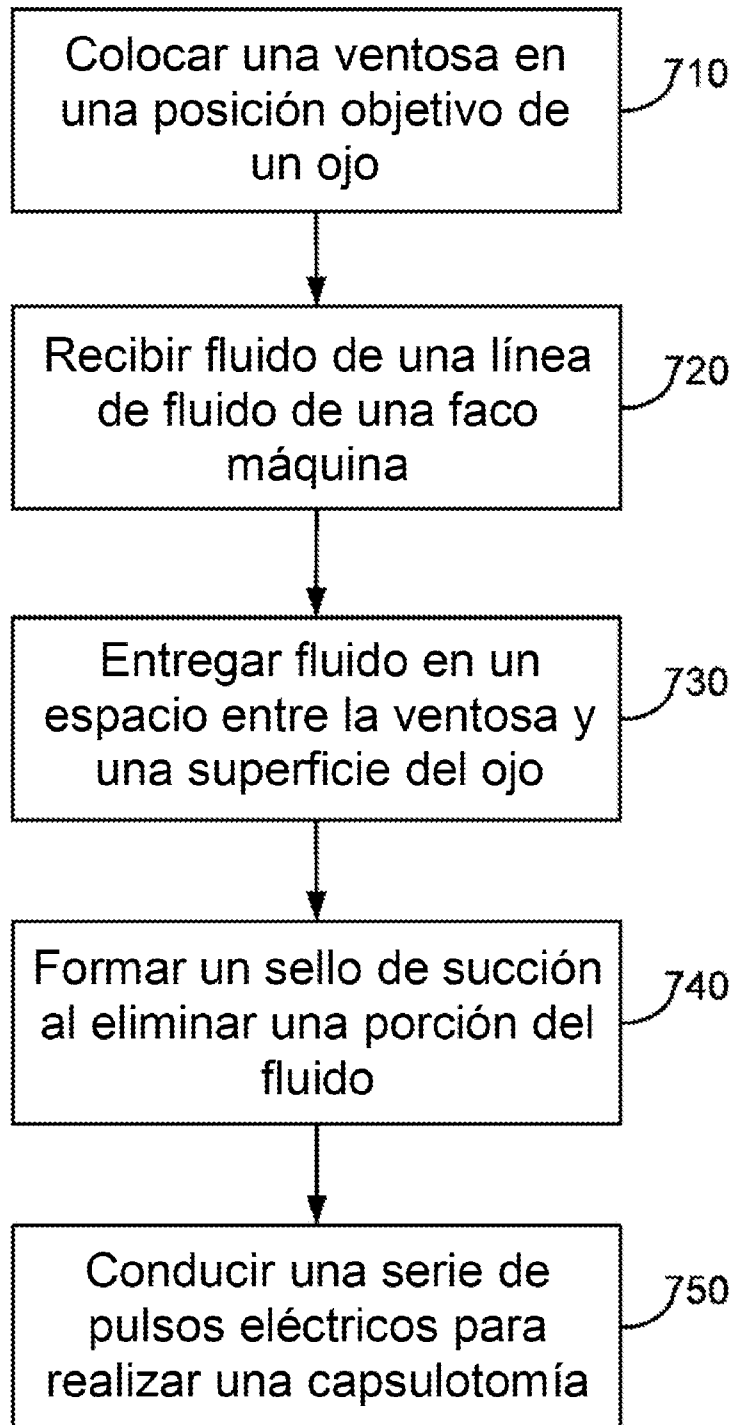 Colocar una ventosa en
una posición objetivo de
un ojo
710
Recibir fluido de una línea
de fluido de una faco
máquina
720
Entregar fluido en un
espacio entre la ventosa y
una superficie del ojo
730
Formar un sello de succión
al eliminar una porción del
fluido
740
Conducir una serie de
pulsos eléctricos para
realizar una capsulotomía
750